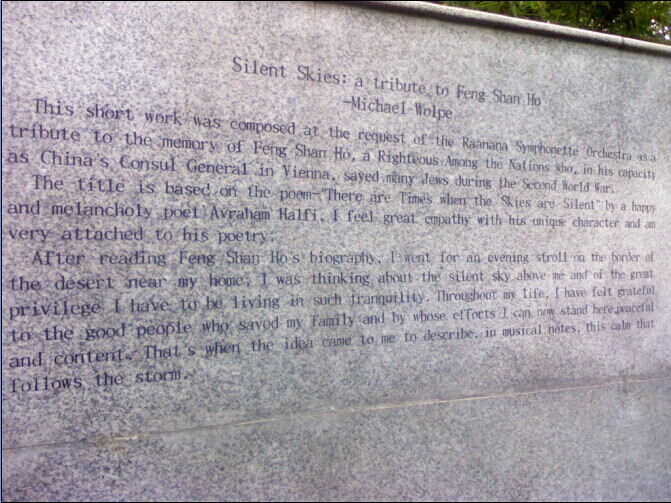 Silent Skies: a tribute to Feng Shan Ho
-Michael Wolpe
This short work was composed at the request of the Raanana Symphonette Orchestra as a
tribute to the memory of Feng Shan Ho, a Righteous Among the Nations who, in his capacity
as China's Consul General in Vienna, saved many Jews during the Second World War.
The title is based on the poem-"There are Times when the Skies are Silent" by a happy
and melancholy poet Avraham Halfi. I feel great empathy with his unique character and am
very attached to his poetry.
After reading Feng Shan Ho's biography, I went for an evening stroll on the border of
the desert near my home. I was thinking about the silent sky above me and of the great
privilege I have to be living in such tranquility. Throughout my life, I have felt grateful
to the good people who saved my family and by whose efforts I can now stand here,peaceful
and content. That's when the idea came to me to describe, in musical notes, this calm that
follows the storm.